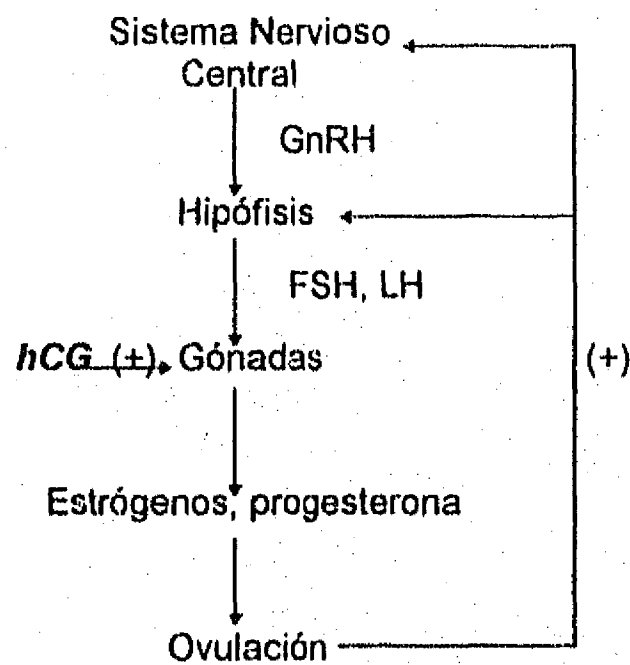 Sistema Nervioso
Central
GnRH
Hipófisis
FSH, LH
hCG (±) Gónadas
(+)
Estrógenos, progesterona
Ovulación